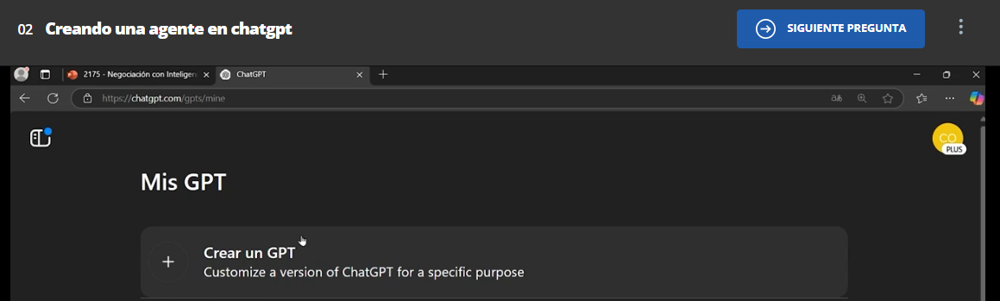 02 Creando una agente en chatgpt
SIGUIENTE PREGUNTA
2175 - Negociación con Inteligen
ChatGPT
https://chatgpt.com/gpts/mine
CO
PLUS
Mis GPT
Crear un GPT
Customize a version of ChatGPT for a specific purpose